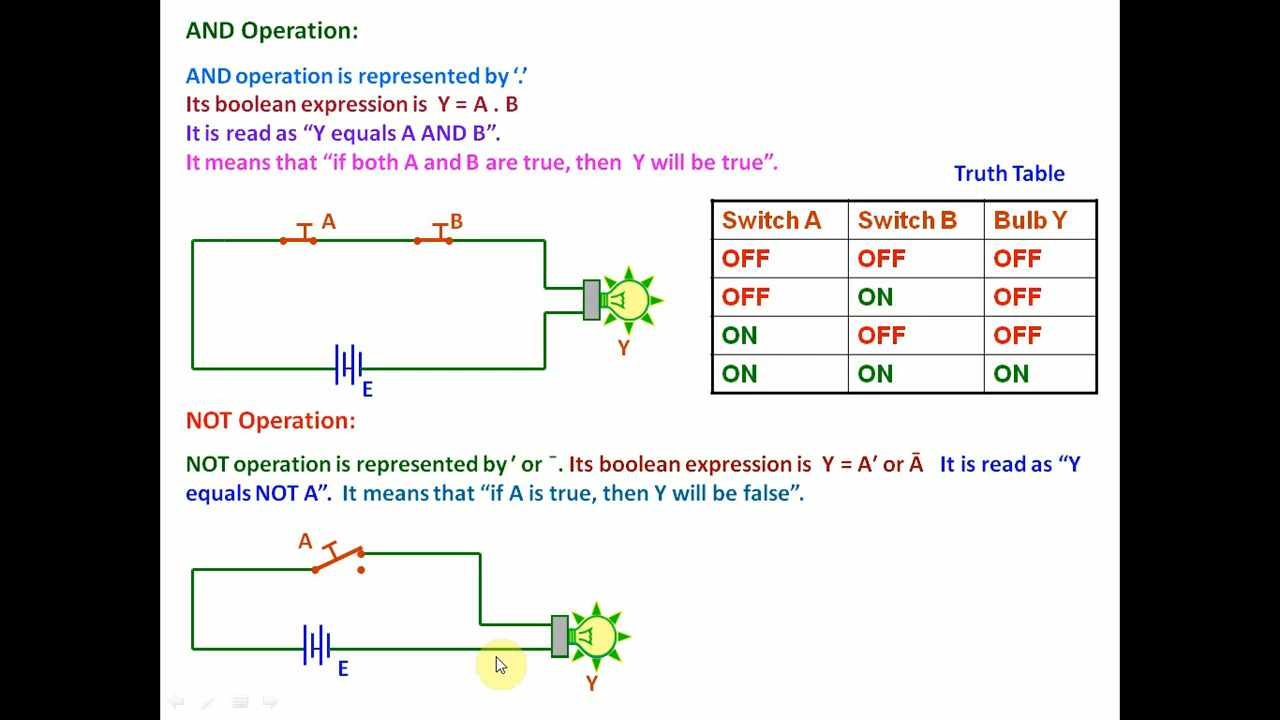 AND Operation:
AND operation is represented by ‘.’
Its boolean expression is Y = A . B
It is read as “Y equals A AND B”.
It means that “if both A and B are true, then Y will be true”.
Truth Table
A
B
Y
E
Switch A Switch B Bulb Y
OFF OFF OFF
OFF ON OFF
ON OFF OFF
ON ON ON
NOT Operation:
NOT operation is represented by ′ or ¯. Its boolean expression is Y = A′ or Ā It is read as “Y
equals NOT A”. It means that “if A is true, then Y will be false”.
A
E
Y